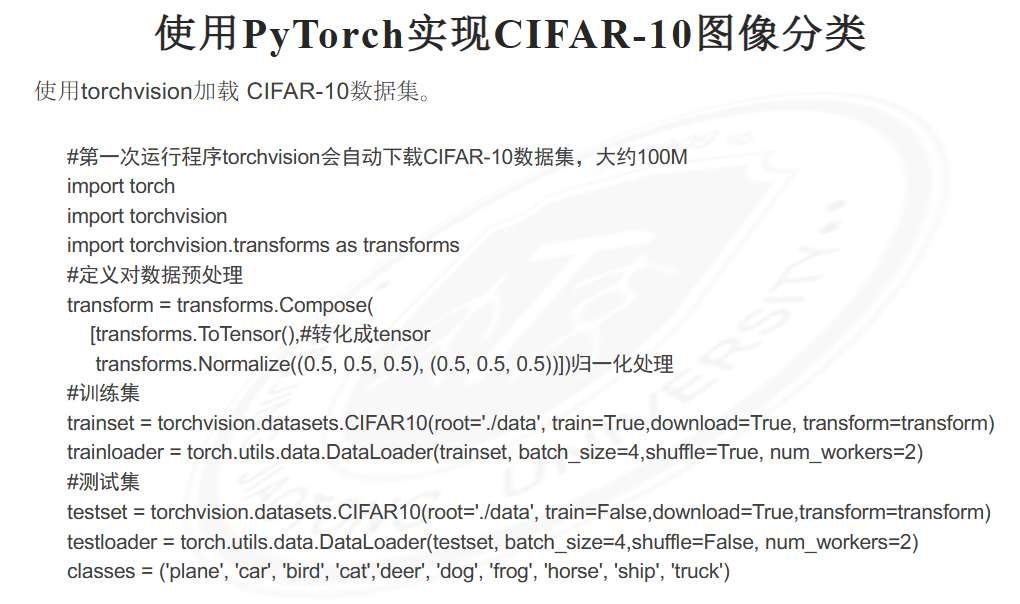 使用PyTorch实现CIFAR-10图像分类
使用torchvision加载 CIFAR-10数据集。
#第一次运行程序torchvision会自动下载CIFAR-10数据集，大约100M
import torch
import torchvision
import torchvision.transforms as transforms
#定义对数据预处理
transform = transforms.Compose(
[transforms.ToTensor(),#转化成tensor
transforms.Normalize((0.5, 0.5, 0.5), (0.5, 0.5, 0.5))])归一化处理
#训练集
trainset = torchvision.datasets.CIFAR10(root='./data', train=True,download=True, transform=transform)
trainloader = torch.utils.data.DataLoader(trainset, batch_size=4,shuffle=True, num_workers=2)
#测试集
testset = torchvision.datasets.CIFAR10(root='./data', train=False,download=True,transform=transform)
testloader = torch.utils.data.DataLoader(testset, batch_size=4,shuffle=False, num_workers=2)
classes = ('plane', 'car', 'bird', 'cat','deer', 'dog', 'frog', 'horse', 'ship', 'truck')